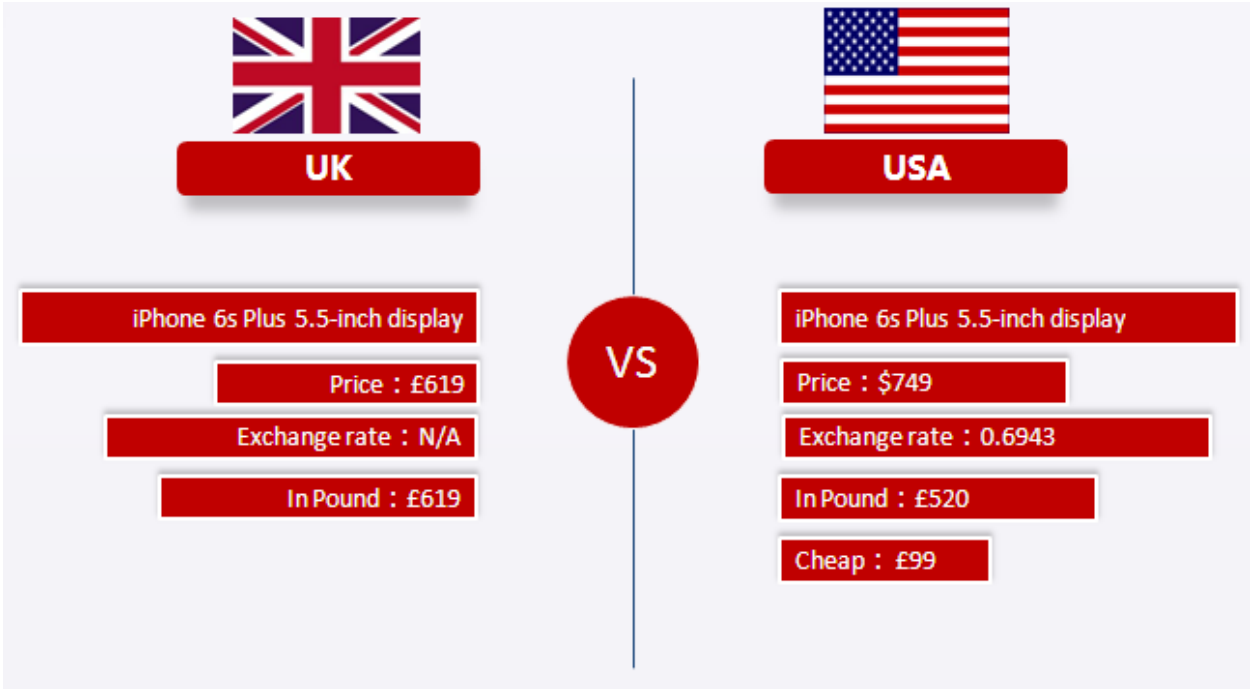 UK
iPhone 6s Plus 5.5-inch display
Price：£619
Exchange rate：N/A
In Pound：£619
VS
USA
iPhone 6s Plus 5.5-inch display
Price：$749
Exchange rate：0.6943
In Pound：£520
Cheap：£99